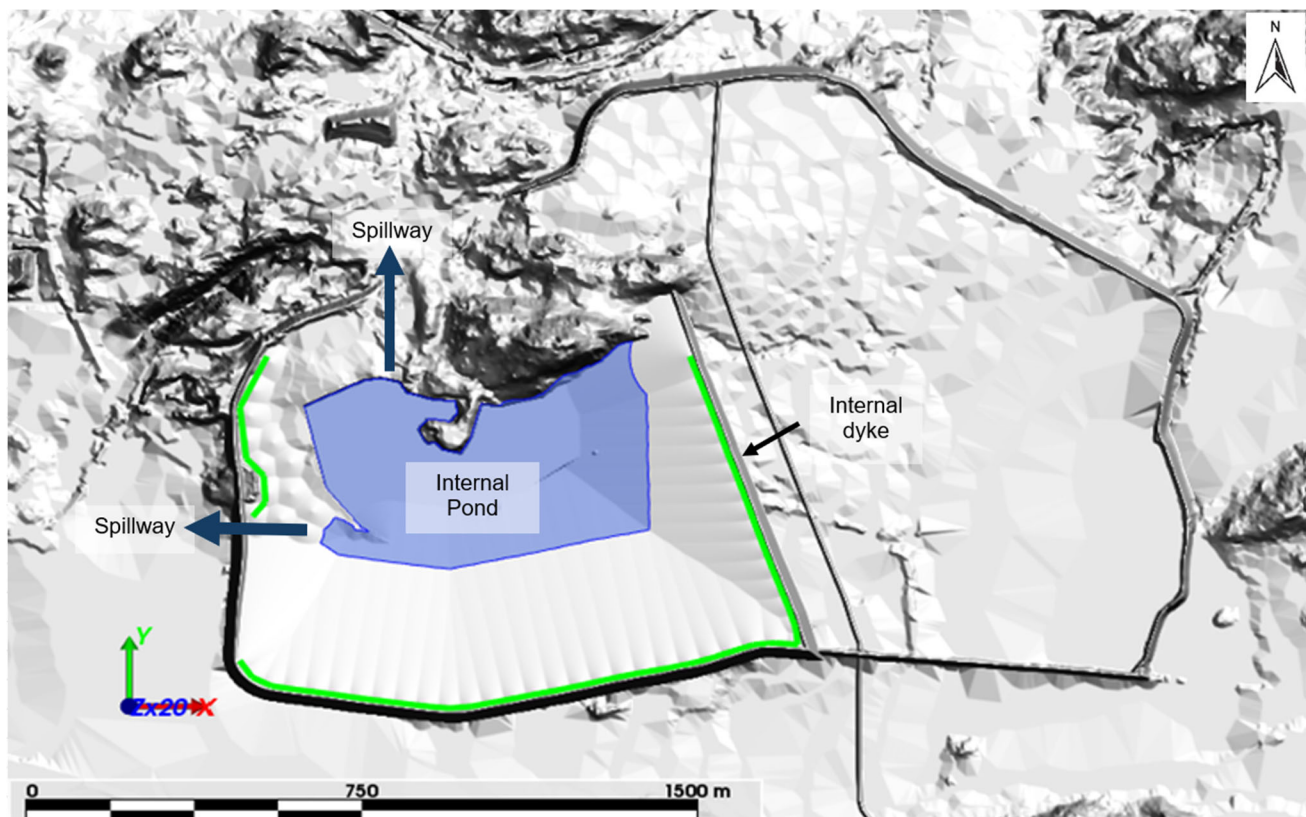 N
Spillway
Internal
dyke
Internal
Pond
Spillway
Y
Zx20 X
0 750 1500 m